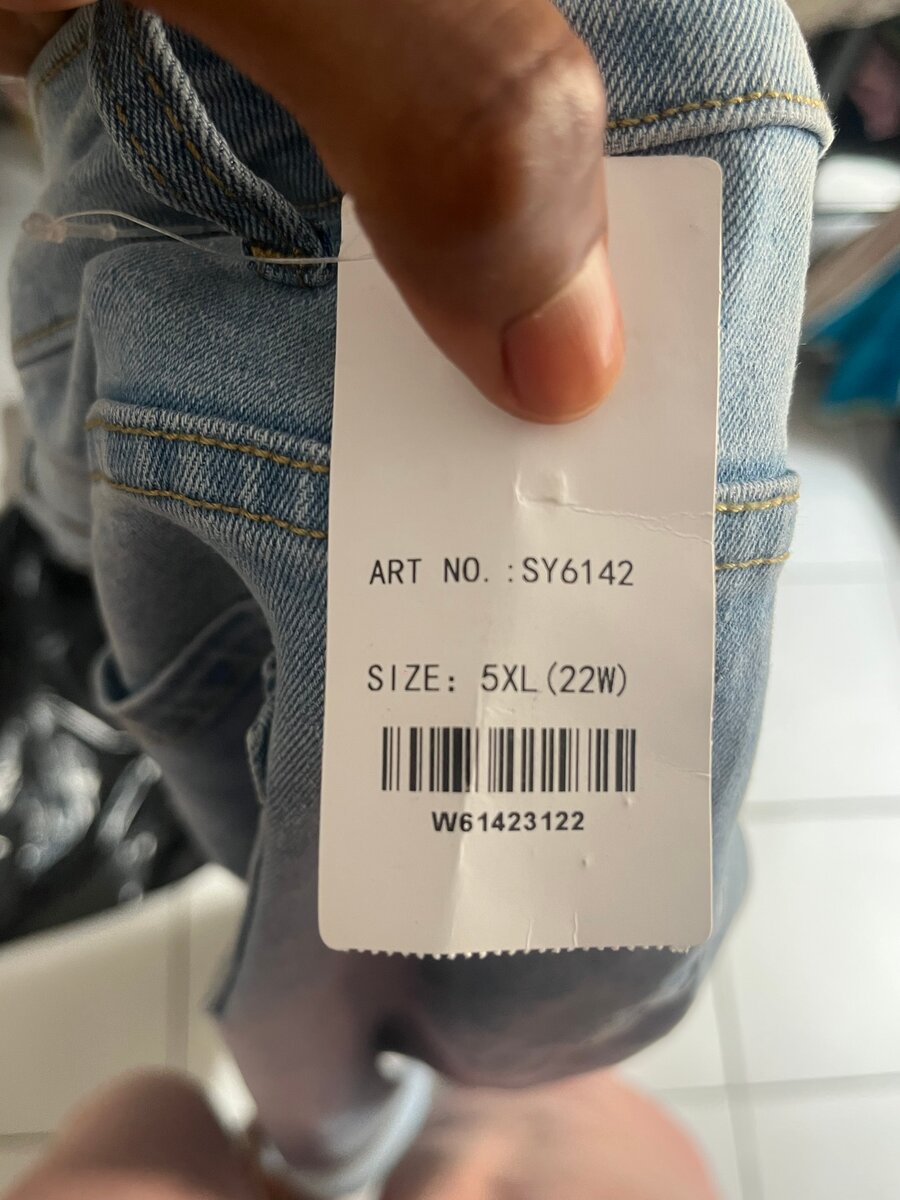 ART NO. :SY6142
SIZE: 5XL(22W)
W61423122